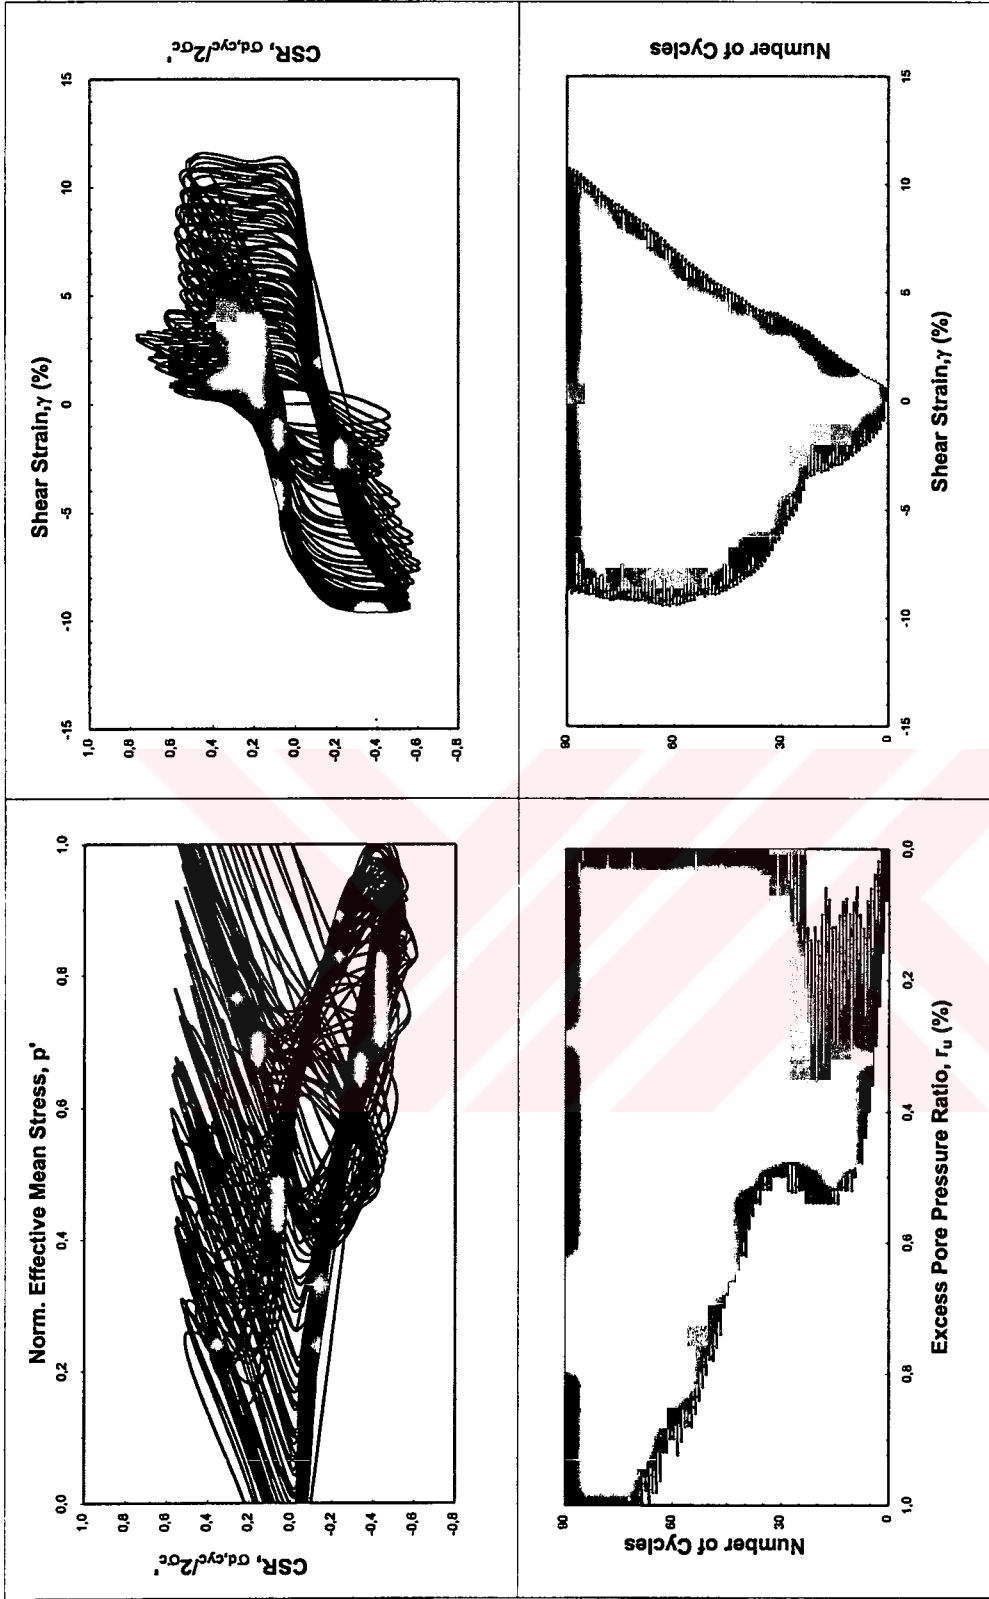 Norm. Effective Mean Stress, p'
0,0 0,2 0,4 0,6 0,8 1,0
1,0
0,8
0,6
0,4
0,2
0,0
-0,2
-0,4
-0,6
-0,8
CSR, σd,cyc/2σc'
Shear Strain,γ (%)
-15 -10 -5 0 5 10 15
1,0
0,8
0,6
0,4
0,2
0,0
-0,2
-0,4
-0,6
-0,8
CSR, σd,cyc/2σc'
90
60
30
0
Number of Cycles
1,0 0,8 0,6 0,4 0,2 0,0
Excess Pore Pressure Ratio, ru (%)
90
60
30
0
Number of Cycles
-15 -10 -5 0 5 10 15
Shear Strain,γ (%)